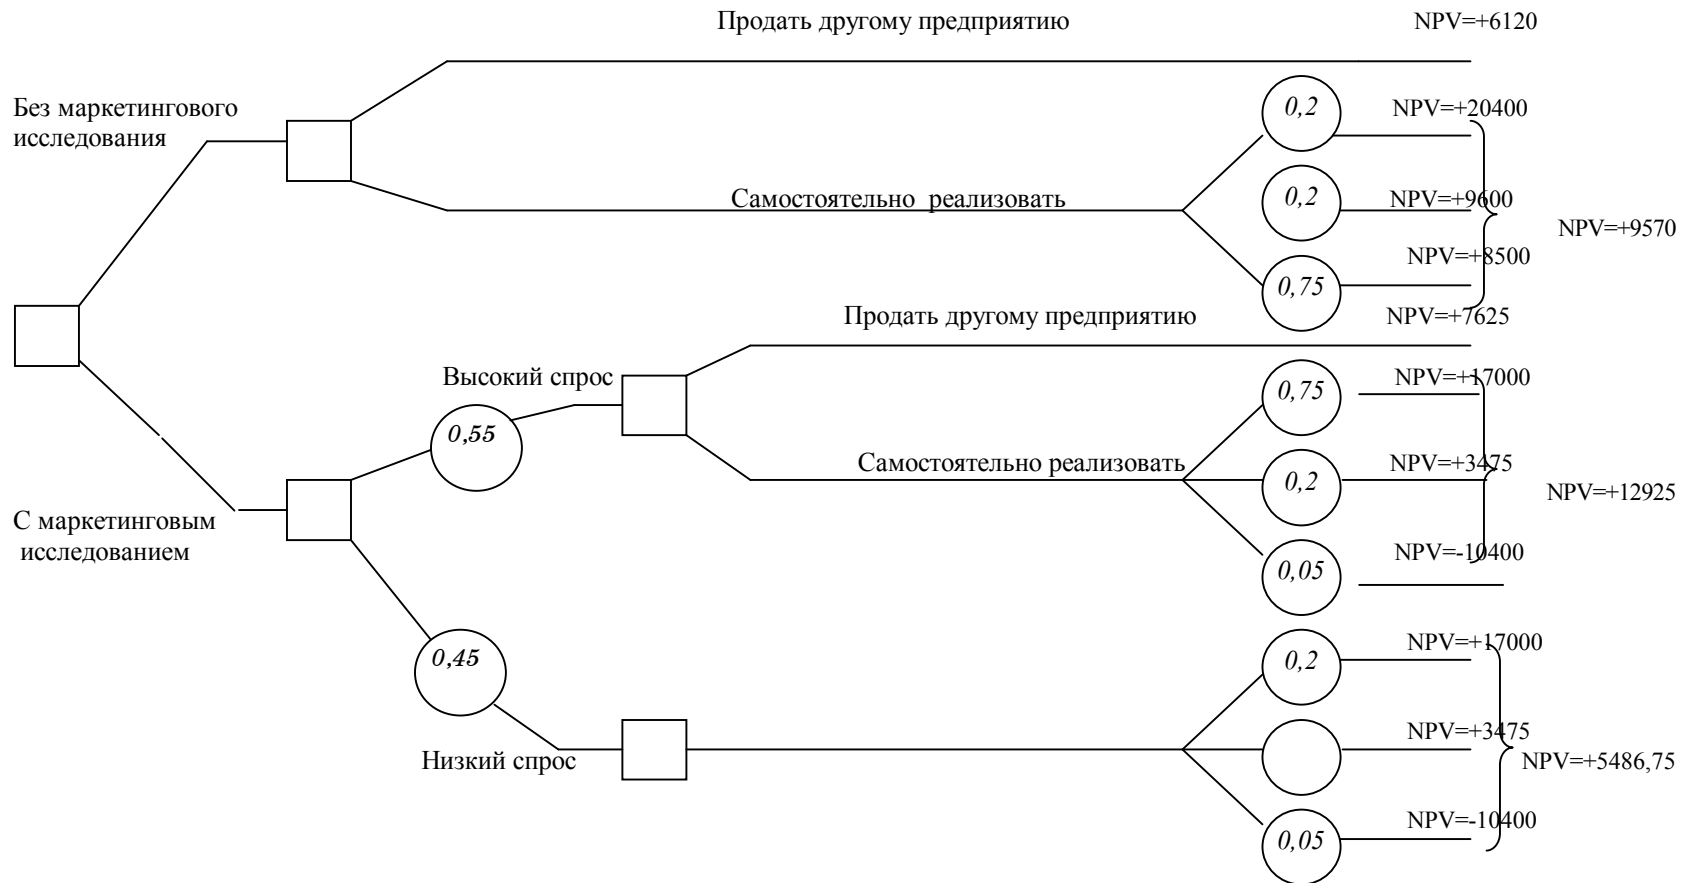 Продать другому предприятию
NPV=+6120
Без маркетингового
исследования
0,2
NPV=+20400
Самостоятельно реализовать
0,2
NPV=+9600
NPV=+9570
0,75
NPV=+8500
Продать другому предприятию
NPV=+7625
Высокий спрос
0,55
0,75
NPV=+17000
Самостоятельно реализовать
0,2
NPV=+3475
NPV=+12925
С маркетинговым
исследованием
0,05
NPV=-10400
0,45
Низкий спрос
0,2
NPV=+17000
NPV=+3475
NPV=+5486,75
0,05
NPV=-10400